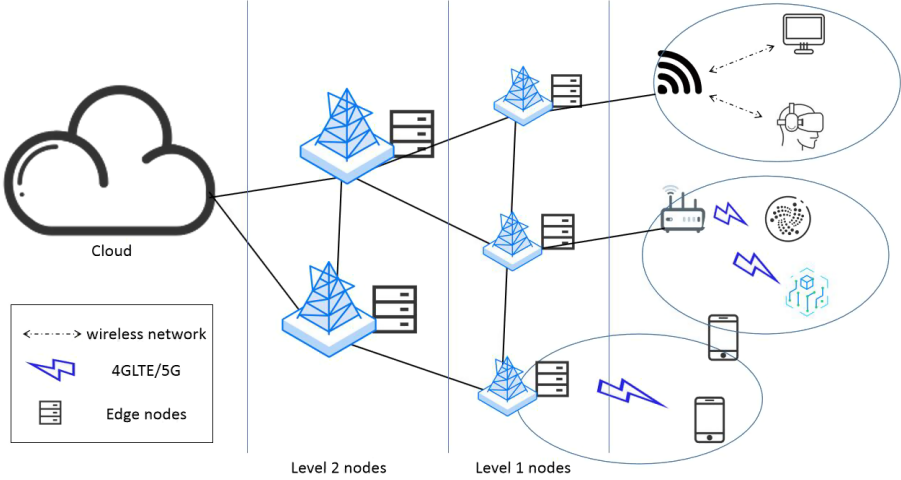 Cloud
wireless network
4GLTE/5G
Edge nodes
Level 2 nodes
Level 1 nodes